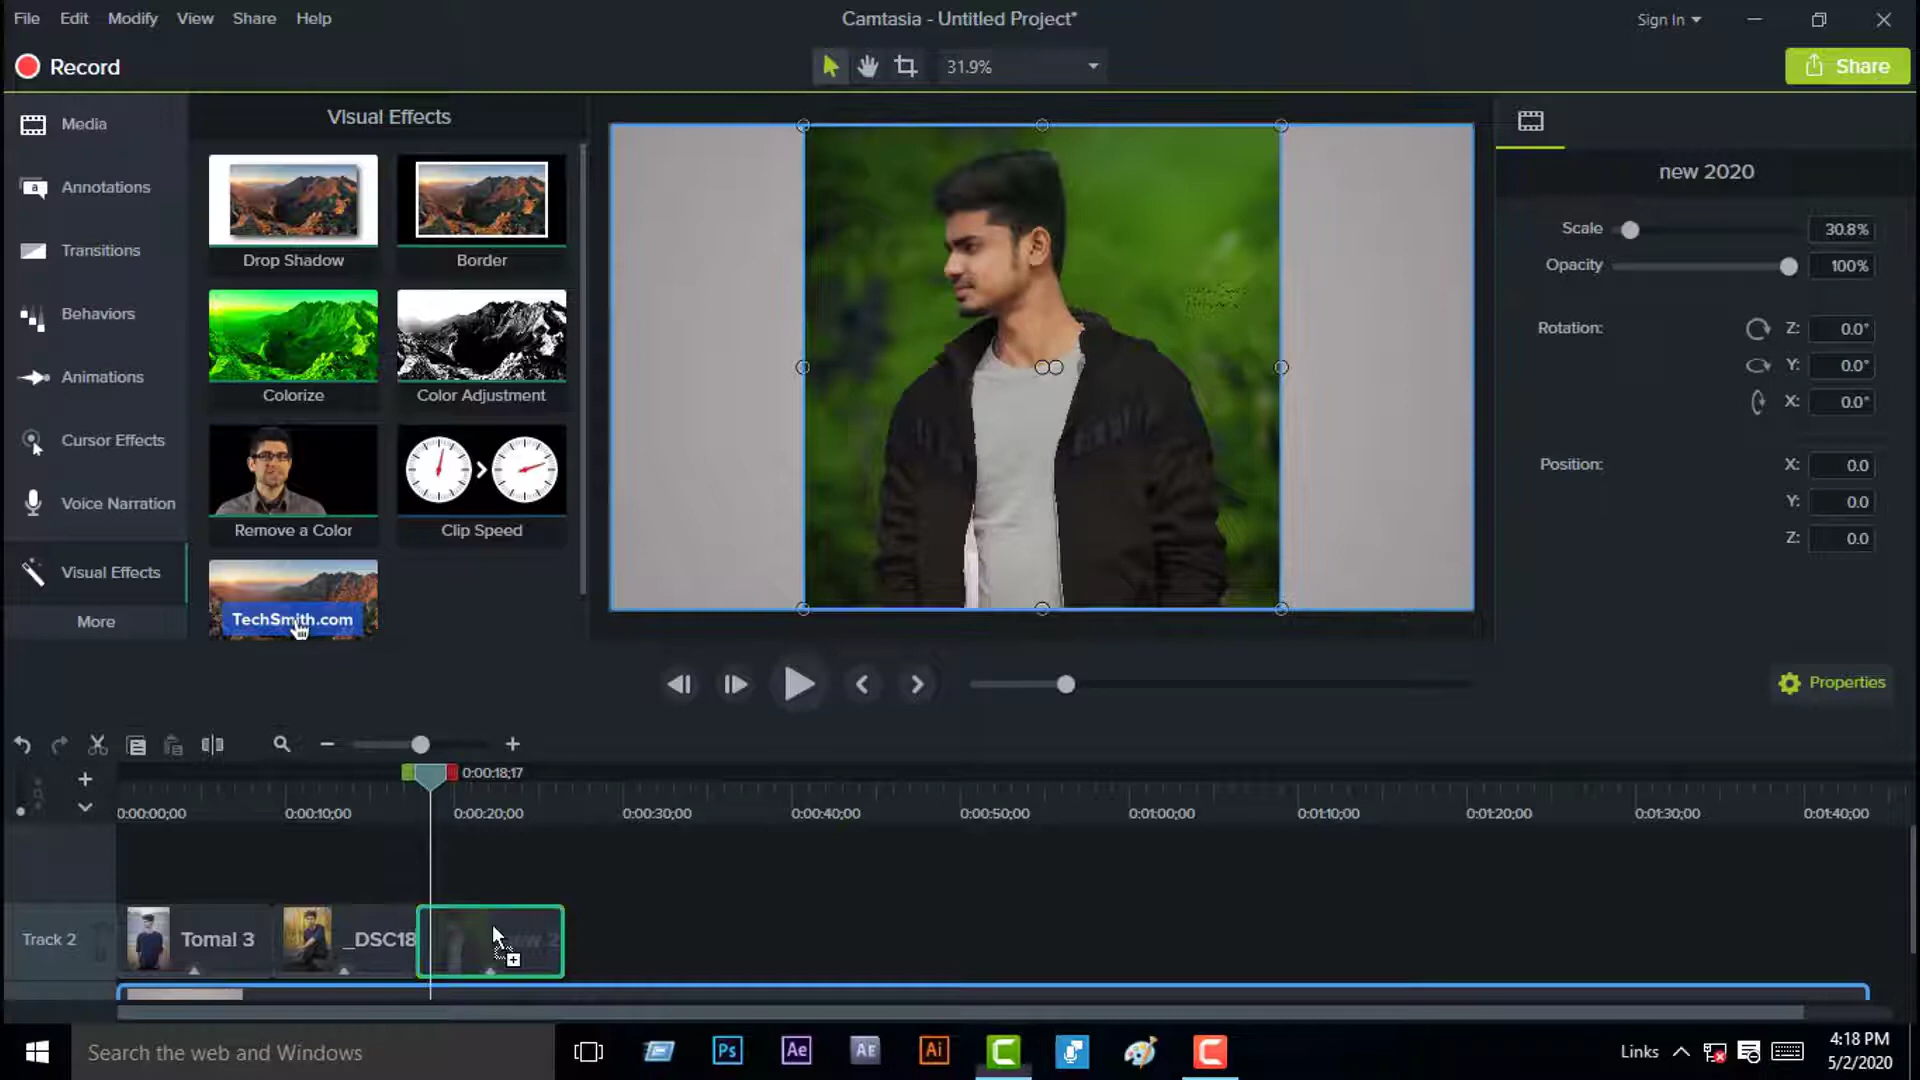 File Edit Modify View Share Help
Camtasia - Untitled Project*
Sign In
Record
31.9%
Share
Media
Annotations
Transitions
Behaviors
Animations
Cursor Effects
Voice Narration
Visual Effects
More
Visual Effects
Drop Shadow
Border
Colorize
Color Adjustment
Remove a Color
Clip Speed
TechSmith.com
new 2020
Scale 30.8%
Opacity 100%
Rotation: Z: 0.0°
Y: 0.0°
X: 0.0°
Position: X: 0.0
Y: 0.0
Z: 0.0
Properties
0:00:18;17
0:00:00;00 0:00:10;00 0:00:20;00 0:00:30;00 0:00:40;00 0:00:50;00 0:01:00;00 0:01:10;00 0:01:20;00 0:01:30;00 0:01:40;00
Track 2
Tomal 3
_DSC18
Search the web and Windows
Ps
Ae
AE
Ai
Links
4:18 PM
5/2/2020